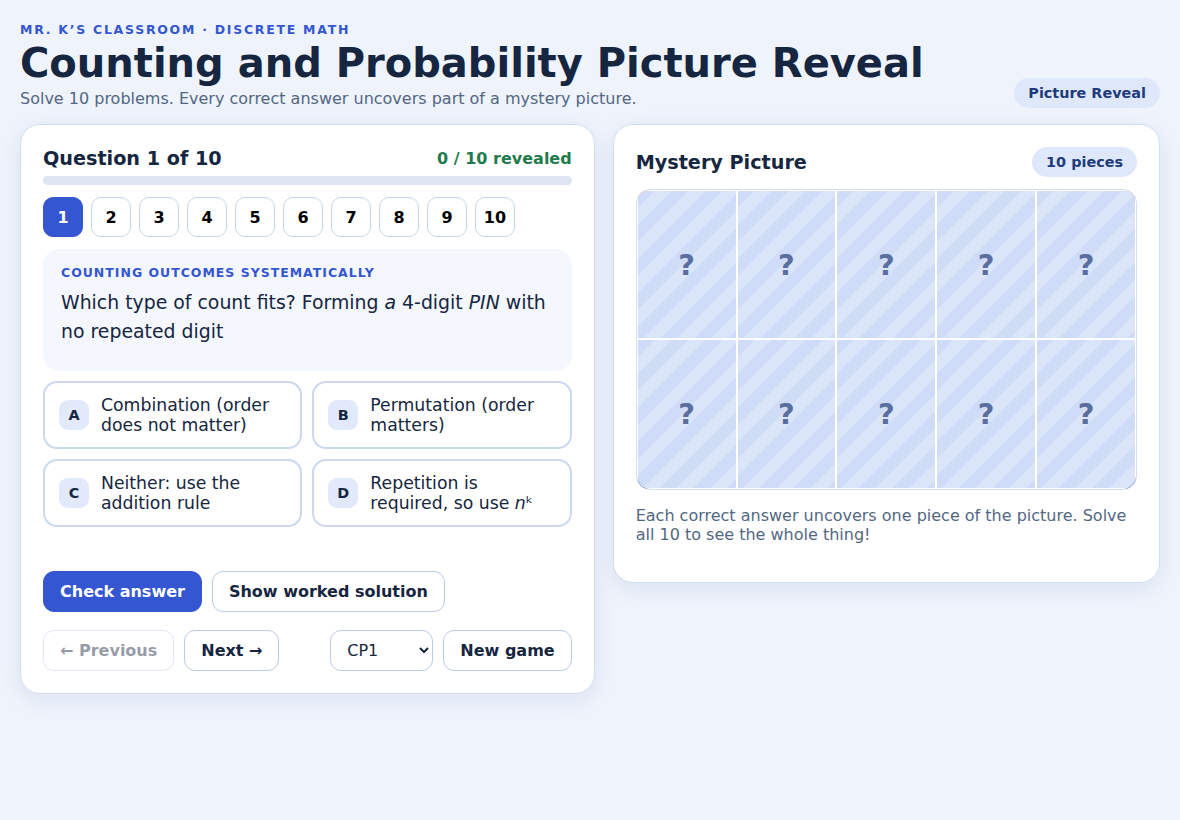 MR. K’S CLASSROOM · DISCRETE MATH
Counting and Probability Picture Reveal
Solve 10 problems. Every correct answer uncovers part of a mystery picture.
Picture Reveal
Question 1 of 10
0 / 10 revealed
1 2 3 4 5 6 7 8 9 10
COUNTING OUTCOMES SYSTEMATICALLY
Which type of count fits? Forming a 4-digit PIN with
no repeated digit
A Combination (order
does not matter)
B Permutation (order
matters)
C Neither: use the
addition rule
D Repetition is
required, so use nᵏ
Check answer
Show worked solution
← Previous
Next →
CP1
New game
Mystery Picture
10 pieces
? ? ? ? ?
? ? ? ? ?
Each correct answer uncovers one piece of the picture. Solve
all 10 to see the whole thing!